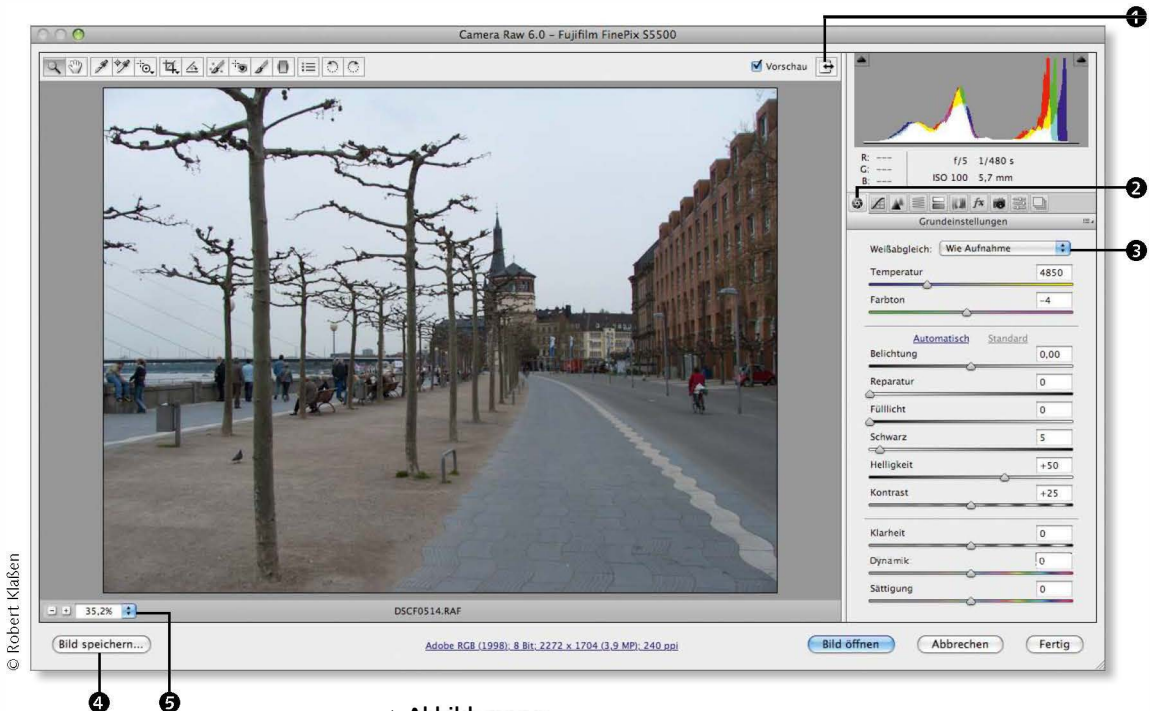 1
Camera Raw 6.0 – Fujifilm FinePix S5500
Vorschau
R: ---
G: ---
B: ---
f/5 1/480 s
ISO 100 5,7 mm
2
Grundeinstellungen
Weißabgleich: Wie Aufnahme
3
Temperatur 4850
Farbton -4
Automatisch Standard
Belichtung 0,00
Reparatur 0
Fülllicht 0
Schwarz 5
Helligkeit +50
Kontrast +25
Klarheit 0
Dynamik 0
Sättigung 0
© Robert Klaßen
35,2%
DSCF0514.RAF
Bild speichern...
Adobe RGB (1998); 8 Bit; 2272 x 1704 (3,9 MP); 240 ppi
Bild öffnen
Abbrechen
Fertig
4
5